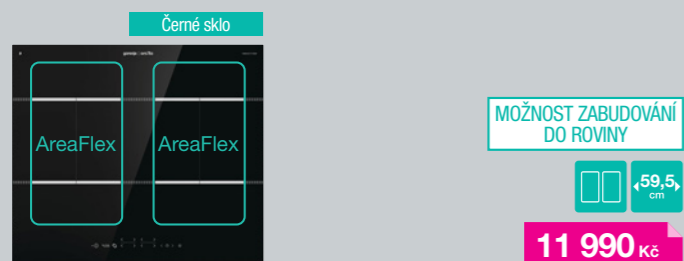 Černé sklo
AreaFlex
AreaFlex
MOŽNOST ZABUDOVÁNÍ
DO ROVINY
59,5
cm
11 990 Kč